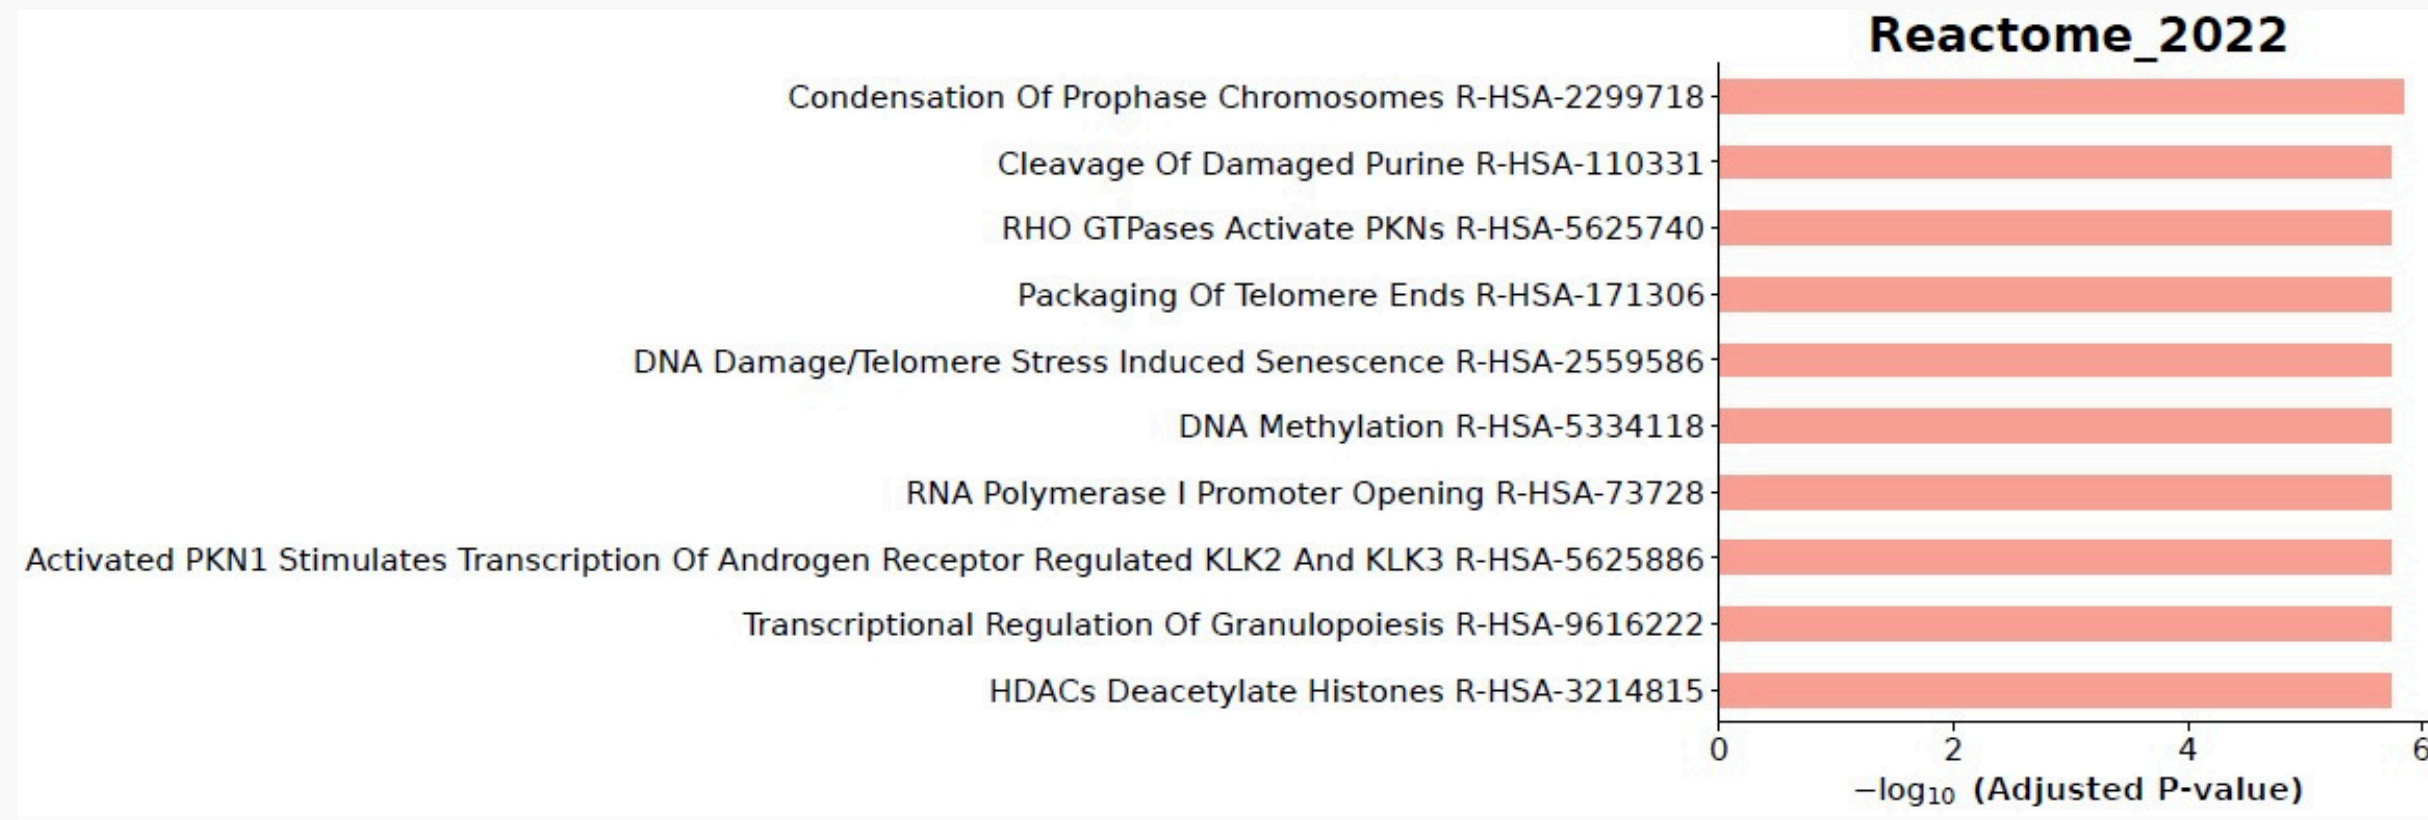 Reactome_2022
Condensation Of Prophase Chromosomes R-HSA-2299718
Cleavage Of Damaged Purine R-HSA-110331
RHO GTPases Activate PKNs R-HSA-5625740
Packaging Of Telomere Ends R-HSA-171306
DNA Damage/Telomere Stress Induced Senescence R-HSA-2559586
DNA Methylation R-HSA-5334118
RNA Polymerase I Promoter Opening R-HSA-73728
Activated PKN1 Stimulates Transcription Of Androgen Receptor Regulated KLK2 And KLK3 R-HSA-5625886
Transcriptional Regulation Of Granulopoiesis R-HSA-9616222
HDACs Deacetylate Histones R-HSA-3214815
0 2 4 6
−log₁₀ (Adjusted P-value)